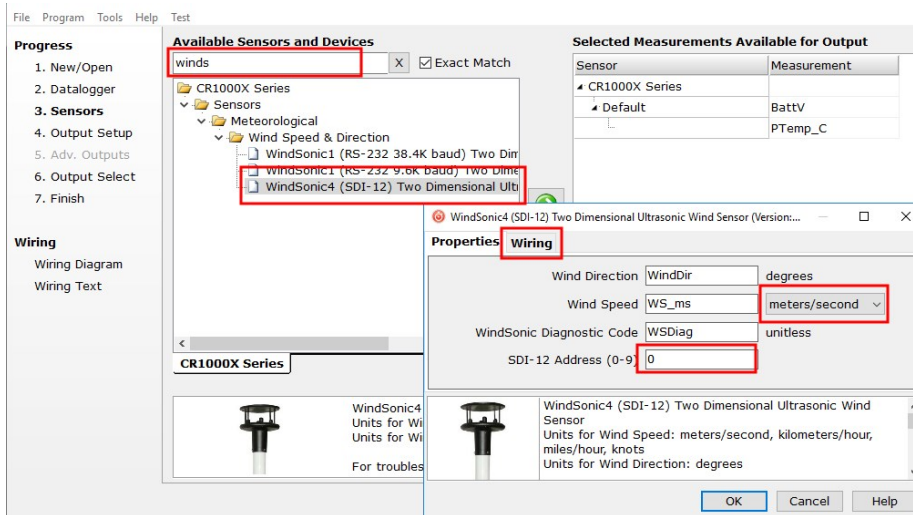 File Program Tools Help Test
Progress
1. New/Open
2. Datalogger
3. Sensors
4. Output Setup
5. Adv. Outputs
6. Output Select
7. Finish
Wiring
Wiring Diagram
Wiring Text
Available Sensors and Devices
winds X Exact Match
CR1000X Series
Sensors
Meteorological
Wind Speed & Direction
WindSonic1 (RS-232 38.4K baud) Two Dim
WindSonic1 (RS-232 9.6K baud) Two Dime
WindSonic4 (SDI-12) Two Dimensional Ult
CR1000X Series
WindSonic4
Units for Wi
Units for Wi
For troubles
Selected Measurements Available for Output
Sensor Measurement
CR1000X Series
Default BattV
PTemp_C
WindSonic4 (SDI-12) Two Dimensional Ultrasonic Wind Sensor (Version:...
Properties Wiring
Wind Direction WindDir degrees
Wind Speed WS_ms meters/second
WindSonic Diagnostic Code WSDiag unitless
SDI-12 Address (0-9) 0
WindSonic4 (SDI-12) Two Dimensional Ultrasonic Wind
Sensor
Units for Wind Speed: meters/second, kilometers/hour,
miles/hour, knots
Units for Wind Direction: degrees
OK Cancel Help